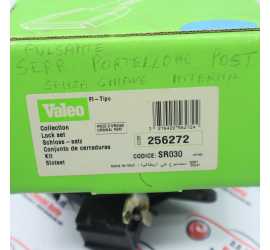 PULSANTE
SERR PORTELLONE POST
SENZA CHIAVE INTERNA
FI-Tipo
Valeo
Collection
Lock set
Schloss-satz
Conjunto de cerraduras
Kit
Slotset
256272
CODICE: SR030